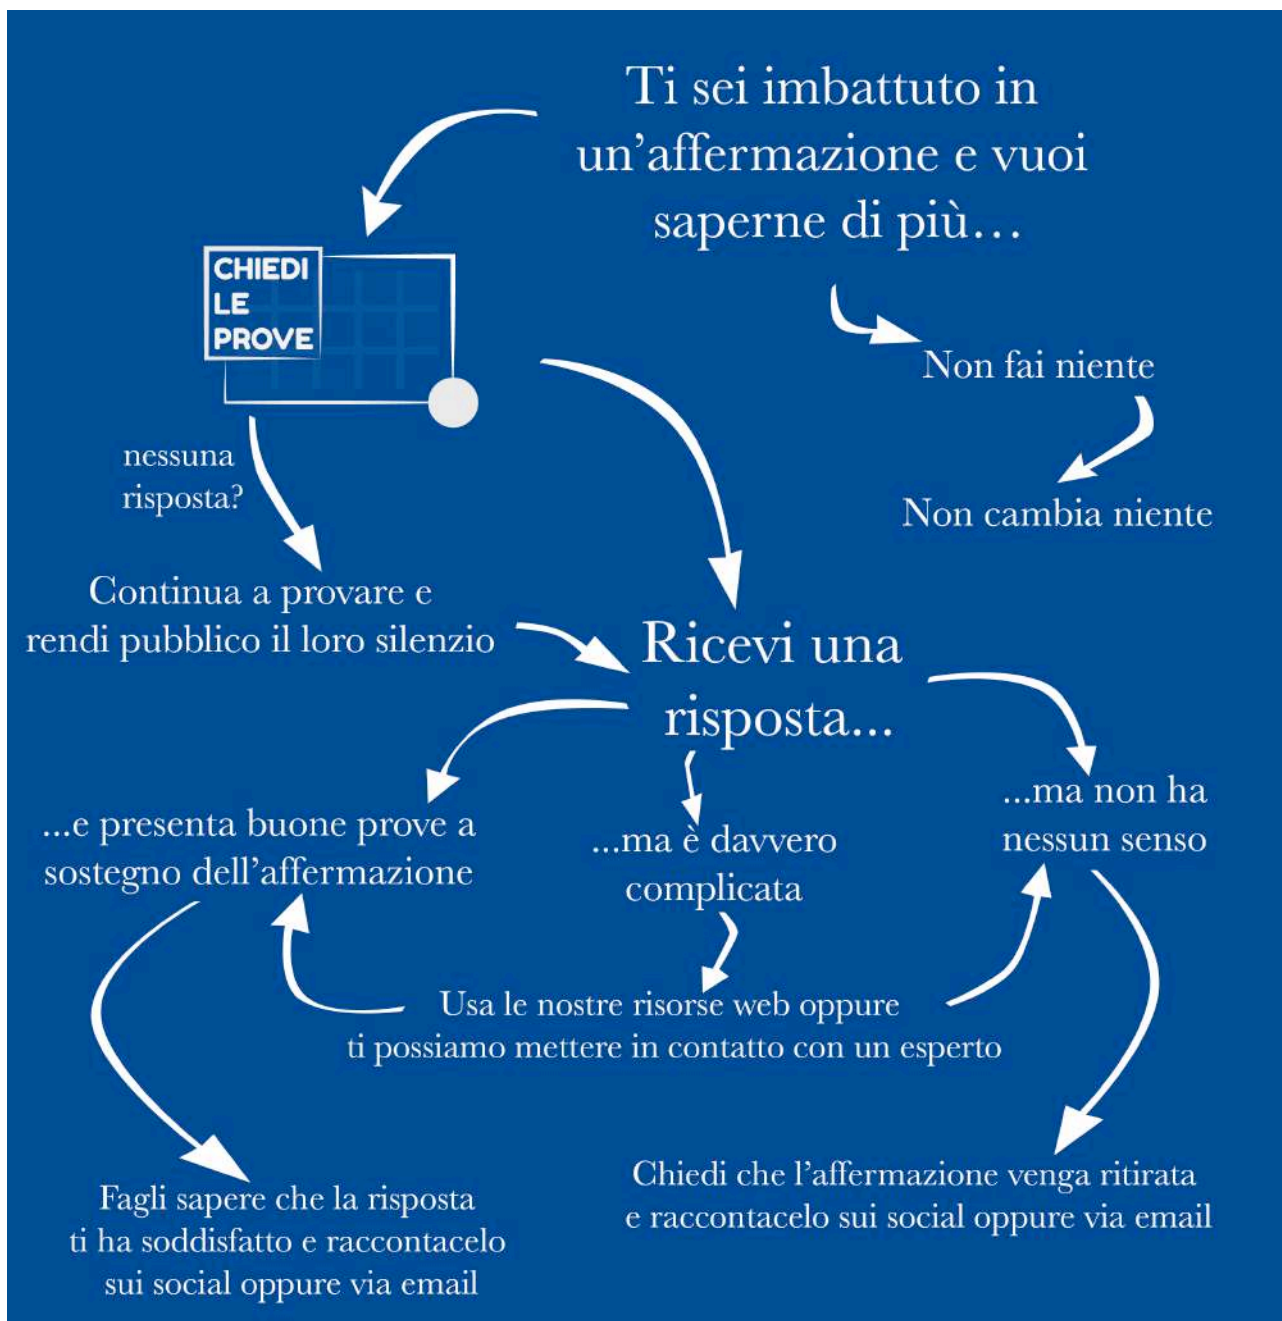 Ti sei imbattuto in
un'affermazione e vuoi
saperne di più...
CHIEDI
LE
PROVE
Non fai niente
Non cambia niente
nessuna
risposta?
Continua a provare e
rendi pubblico il loro silenzio
Ricevi una
risposta...
...e presenta buone prove a
sostegno dell'affermazione
...ma è davvero
complicata
...ma non ha
nessun senso
Usa le nostre risorse web oppure
ti possiamo mettere in contatto con un esperto
Fagli sapere che la risposta
ti ha soddisfatto e raccontacelo
sui social oppure via email
Chiedi che l'affermazione venga ritirata
e raccontacelo sui social oppure via email